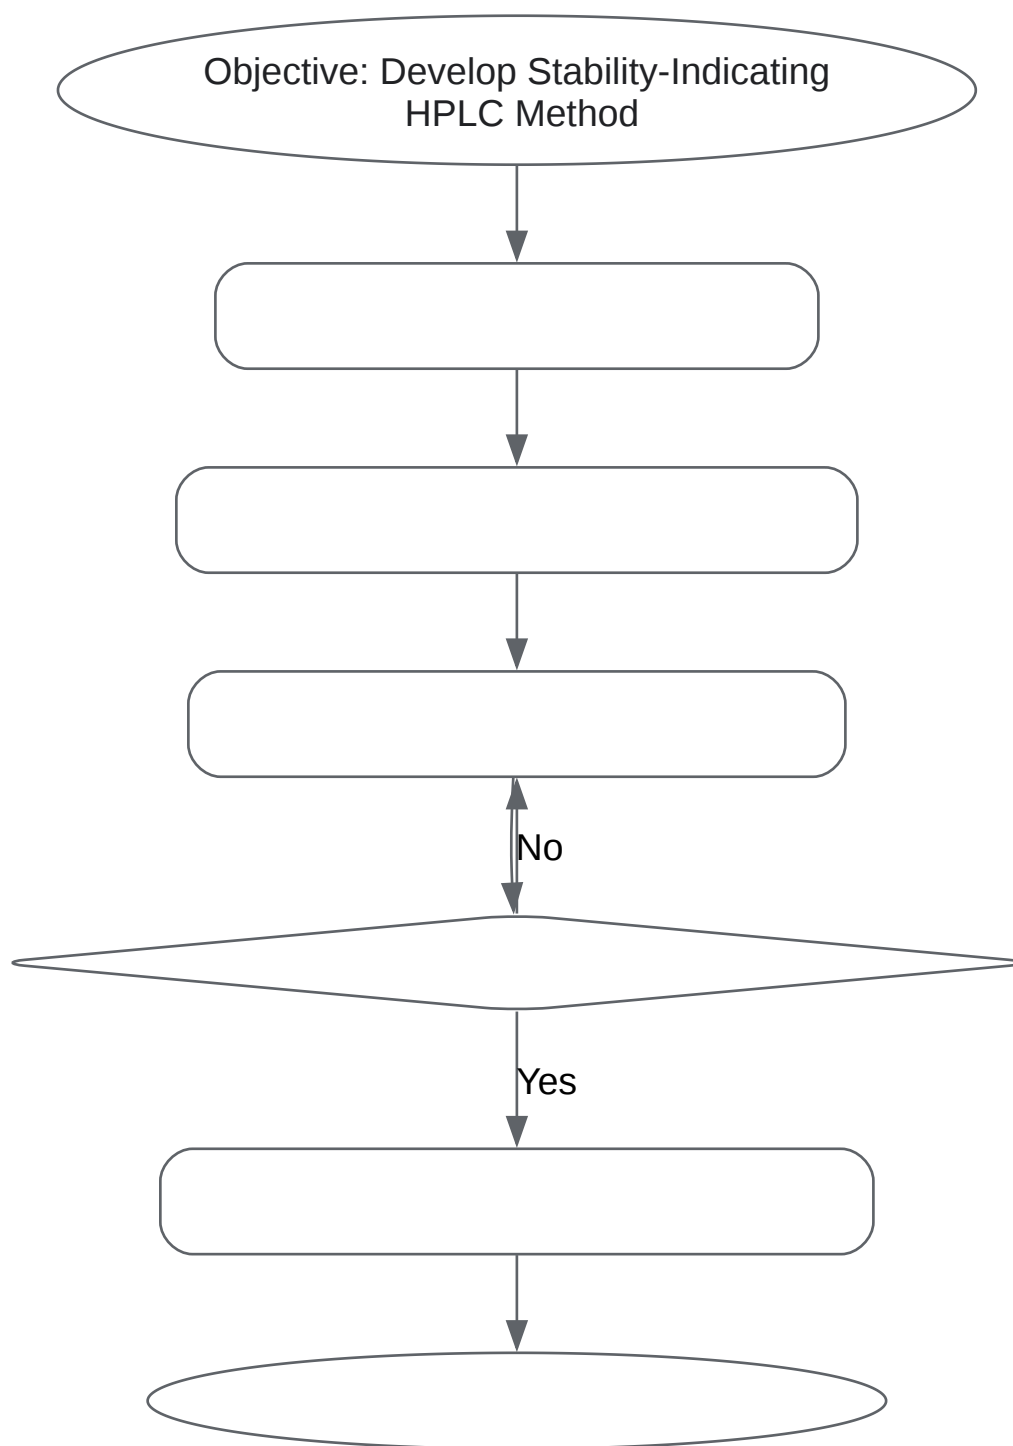 Objective: Develop Stability-Indicating
HPLC Method
No
Yes